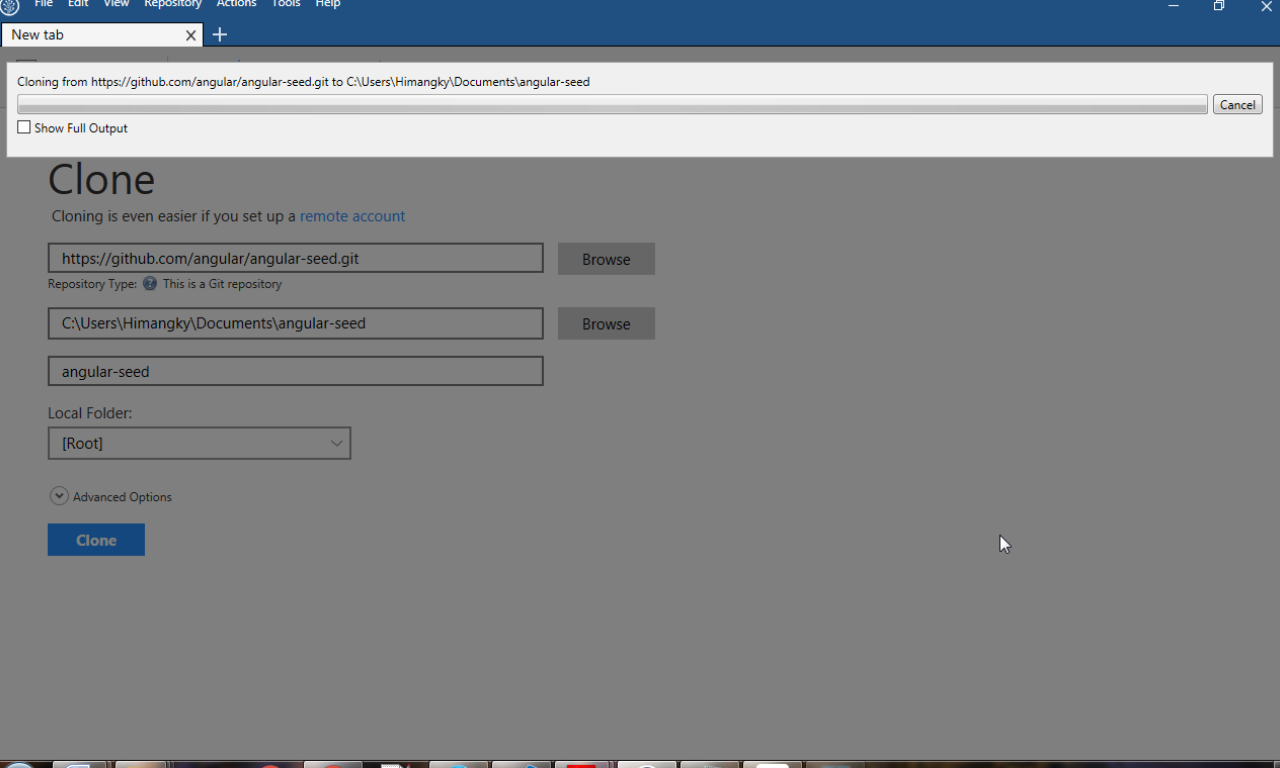 File Edit View Repository Actions Tools Help
New tab
Cloning from https://github.com/angular/angular-seed.git to C:\Users\Himangky\Documents\angular-seed
Cancel
Show Full Output
Clone
Cloning is even easier if you set up a remote account
https://github.com/angular/angular-seed.git Browse
Repository Type: This is a Git repository
C:\Users\Himangky\Documents\angular-seed Browse
angular-seed
Local Folder:
[Root]
Advanced Options
Clone